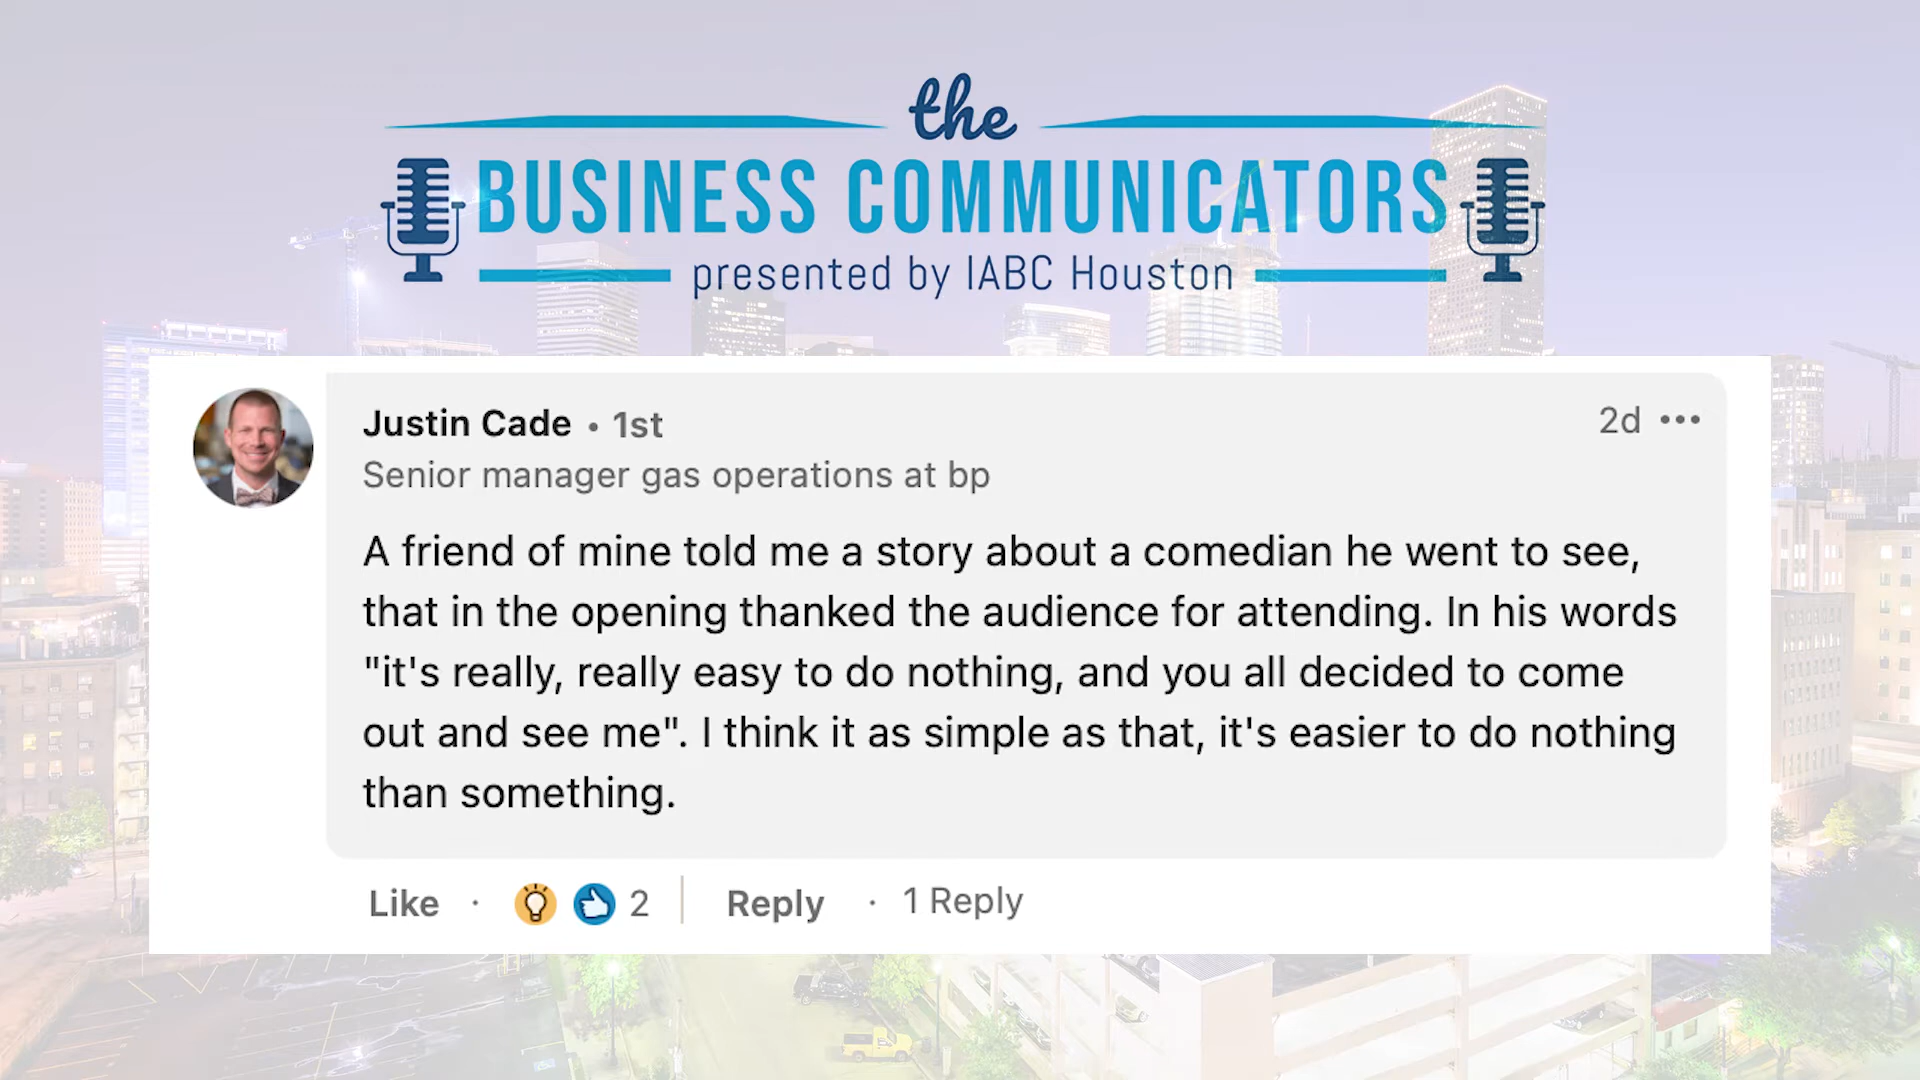 the
BUSINESS COMMUNICATORS
presented by IABC Houston
Justin Cade • 1st
2d •••
Senior manager gas operations at bp
A friend of mine told me a story about a comedian he went to see,
that in the opening thanked the audience for attending. In his words
"it's really, really easy to do nothing, and you all decided to come
out and see me". I think it as simple as that, it's easier to do nothing
than something.
Like · 2 | Reply · 1 Reply